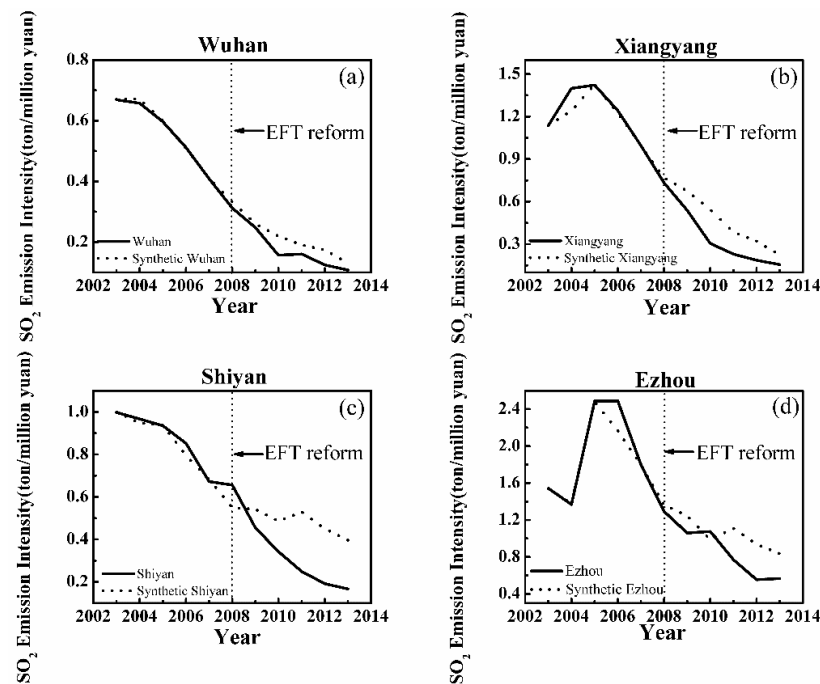 Wuhan
(a)
SO2 Emission Intensity(ton/million yuan)
0.8
0.6
0.4
0.2
EFT reform
Wuhan
Synthetic Wuhan
2002 2004 2006 2008 2010 2012 2014
Year
Xiangyang
(b)
SO2 Emission Intensity(ton/million yuan)
1.5
1.2
0.9
0.6
0.3
EFT reform
Xiangyang
Synthetic Xiangyang
2002 2004 2006 2008 2010 2012 2014
Year
Shiyan
(c)
SO2 Emission Intensity(ton/million yuan)
1.0
0.8
0.6
0.4
0.2
EFT reform
Shiyan
Synthetic Shiyan
2002 2004 2006 2008 2010 2012 2014
Year
Ezhou
(d)
SO2 Emission Intensity(ton/million yuan)
2.4
2.0
1.6
1.2
0.8
0.4
EFT reform
Ezhou
Synthetic Ezhou
2002 2004 2006 2008 2010 2012 2014
Year